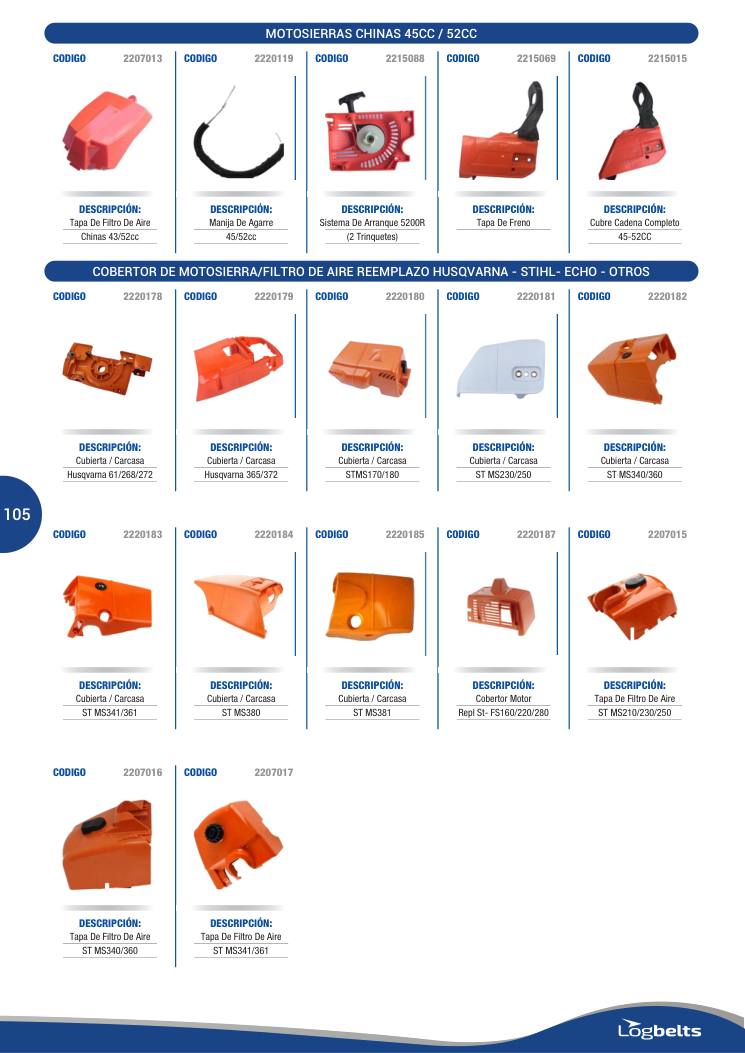 MOTOSIERRAS CHINAS 45CC / 52CC
CODIGO 2207013
DESCRIPCIÓN:
Tapa De Filtro De Aire
Chinas 43/52cc
CODIGO 2220119
DESCRIPCIÓN:
Manija De Agarre
45/52cc
CODIGO 2215088
DESCRIPCIÓN:
Sistema De Arranque 5200R
(2 Trinquetes)
CODIGO 2215069
DESCRIPCIÓN:
Tapa De Freno
CODIGO 2215015
DESCRIPCIÓN:
Cubre Cadena Completo
45-52CC
COBERTOR DE MOTOSIERRA/FILTRO DE AIRE REEMPLAZO HUSQVARNA - STIHL- ECHO - OTROS
CODIGO 2220178
DESCRIPCIÓN:
Cubierta / Carcasa
Husqvarna 61/268/272
CODIGO 2220179
DESCRIPCIÓN:
Cubierta / Carcasa
Husqvarna 365/372
CODIGO 2220180
DESCRIPCIÓN:
Cubierta / Carcasa
STMS170/180
CODIGO 2220181
DESCRIPCIÓN:
Cubierta / Carcasa
ST MS230/250
CODIGO 2220182
DESCRIPCIÓN:
Cubierta / Carcasa
ST MS340/360
105
CODIGO 2220183
DESCRIPCIÓN:
Cubierta / Carcasa
ST MS341/361
CODIGO 2220184
DESCRIPCIÓN:
Cubierta / Carcasa
ST MS380
CODIGO 2220185
DESCRIPCIÓN:
Cubierta / Carcasa
ST MS381
CODIGO 2220187
DESCRIPCIÓN:
Cobertor Motor
Repl St- FS160/220/280
CODIGO 2207015
DESCRIPCIÓN:
Tapa De Filtro De Aire
ST MS210/230/250
CODIGO 2207016
DESCRIPCIÓN:
Tapa De Filtro De Aire
ST MS340/360
CODIGO 2207017
DESCRIPCIÓN:
Tapa De Filtro De Aire
ST MS341/361
Logbelts